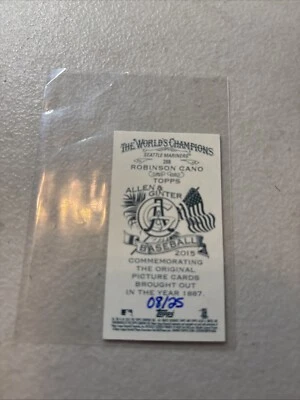 THE WORLD'S CHAMPIONS
SEATTLE MARINERS
ROBINSON CANO
TOPPS
ALLEN & GINTER
BASEBALL
2015
COMMEMORATING
THE ORIGINAL
PICTURE CARDS
BROUGHT OUT
IN THE YEAR 1887.
08/25
Topps